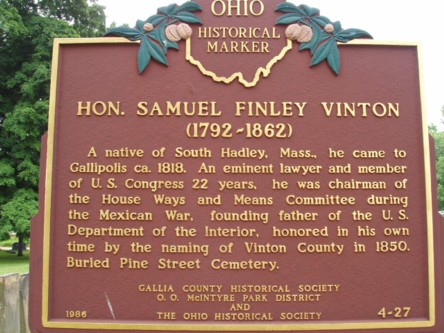 OHIO
HISTORICAL
MARKER
HON. SAMUEL FINLEY VINTON
(1792~1862)
A native of South Hadley, Mass., he came to
Gallipolis ca. 1818. An eminent lawyer and member
of U.S. Congress 22 years, he was chairman of
the House Ways and Means Committee during
the Mexican War, founding father of the U.S.
Department of the Interior, honored in his own
time by the naming of Vinton County in 1850.
Buried Pine Street Cemetery.
GALLIA COUNTY HISTORICAL SOCIETY
O. O. McINTYRE PARK DISTRICT
AND
1986 THE OHIO HISTORICAL SOCIETY 4-27